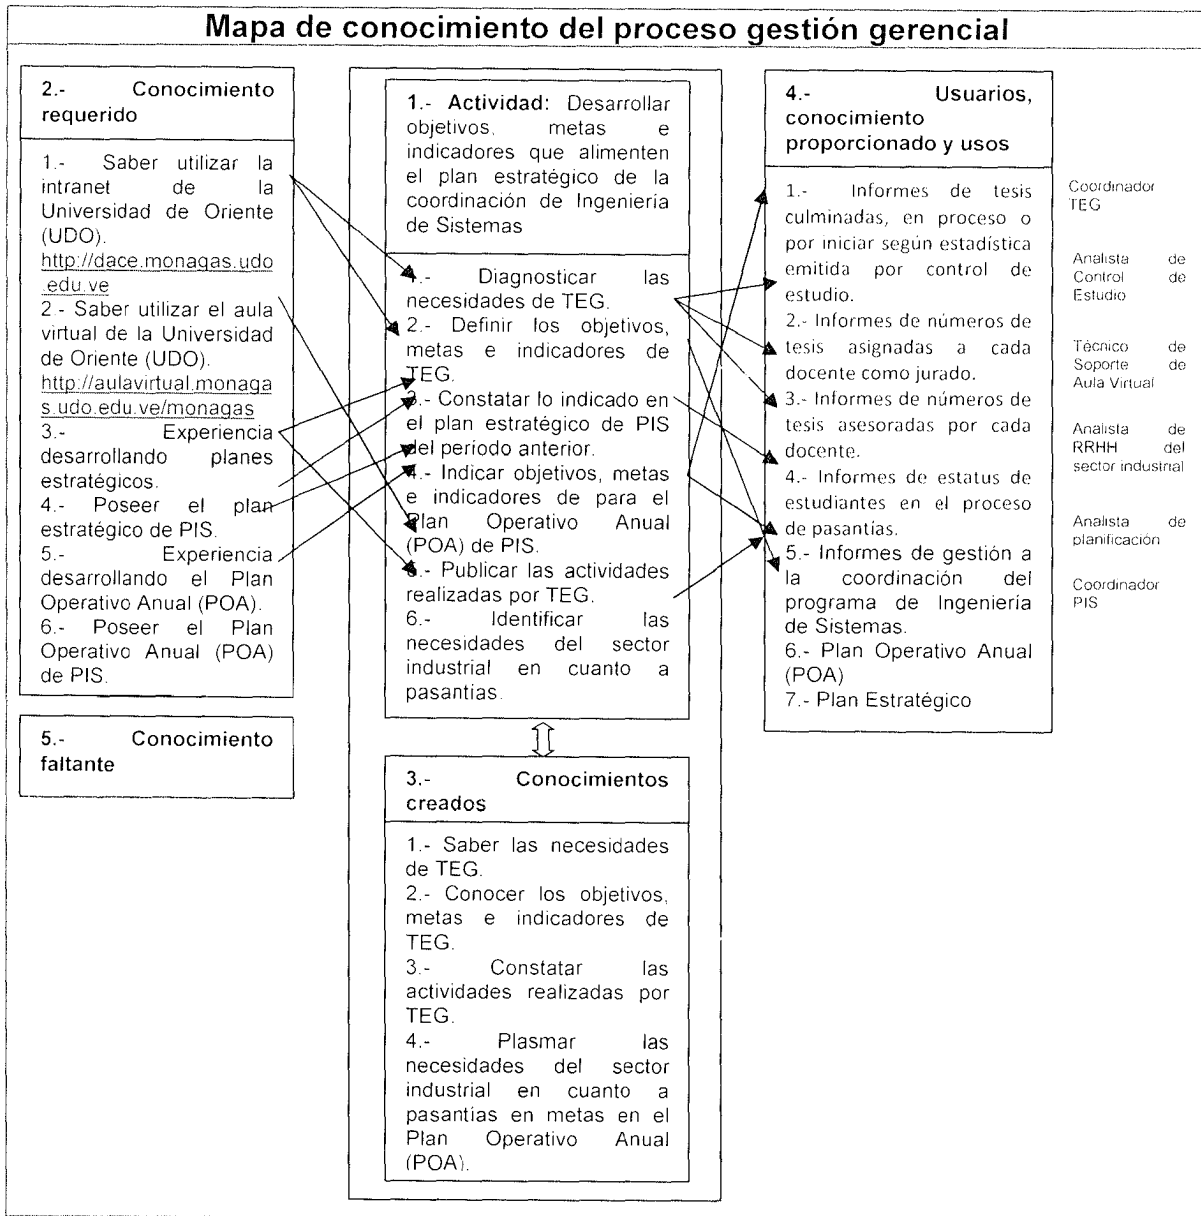 Mapa de conocimiento del proceso gestión gerencial
2.- Conocimiento
requerido
1.- Saber utilizar la
intranet de la
Universidad de Oriente
(UDO).
http://dace.monagas.udo
.edu.ve
2.- Saber utilizar el aula
virtual de la Universidad
de Oriente (UDO).
http://aulavirtual.monaga
s.udo.edu.ve/monagas
3.- Experiencia
desarrollando planes
estratégicos.
4.- Poseer el plan
estratégico de PIS.
5.- Experiencia
desarrollando el Plan
Operativo Anual (POA).
6.- Poseer el Plan
Operativo Anual (POA)
de PIS.
5.- Conocimiento
faltante
1.- Actividad: Desarrollar
objetivos, metas e
indicadores que alimenten
el plan estratégico de la
coordinación de Ingeniería
de Sistemas
1.- Diagnosticar las
necesidades de TEG.
2.- Definir los objetivos,
metas e indicadores de
TEG.
3.- Constatar lo indicado en
el plan estratégico de PIS
del periodo anterior.
4.- Indicar objetivos, metas
e indicadores de para el
Plan Operativo Anual
(POA) de PIS.
5.- Publicar las actividades
realizadas por TEG.
6.- Identificar las
necesidades del sector
industrial en cuanto a
pasantías.
3.- Conocimientos
creados
1.- Saber las necesidades
de TEG.
2.- Conocer los objetivos,
metas e indicadores de
TEG.
3.- Constatar las
actividades realizadas por
TEG.
4.- Plasmar las
necesidades del sector
industrial en cuanto a
pasantías en metas en el
Plan Operativo Anual
(POA).
4.- Usuarios,
conocimiento
proporcionado y usos
1.- Informes de tesis
culminadas, en proceso o
por iniciar según estadística
emitida por control de
estudio.
2.- Informes de números de
tesis asignadas a cada
docente como jurado.
3.- Informes de números de
tesis asesoradas por cada
docente.
4.- Informes de estatus de
estudiantes en el proceso
de pasantías.
5.- Informes de gestión a
la coordinación del
programa de Ingeniería
de Sistemas.
6.- Plan Operativo Anual
(POA)
7.- Plan Estratégico
Coordinador
TEG
Analista de
Control de
Estudio
Técnico de
Soporte de
Aula Virtual
Analista de
RRHH del
sector industrial
Analista de
planificación
Coordinador
PIS